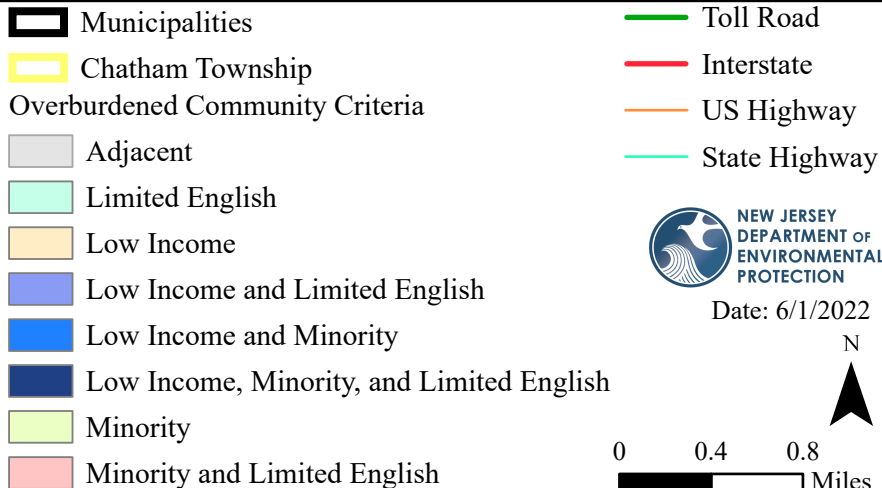 Municipalities
Chatham Township
Overburdened Community Criteria
Adjacent
Limited English
Low Income
Low Income and Limited English
Low Income and Minority
Low Income, Minority, and Limited English
Minority
Minority and Limited English
Toll Road
Interstate
US Highway
State Highway
NEW JERSEY
DEPARTMENT OF
ENVIRONMENTAL
PROTECTION
Date: 6/1/2022
N
0 0.4 0.8
Miles